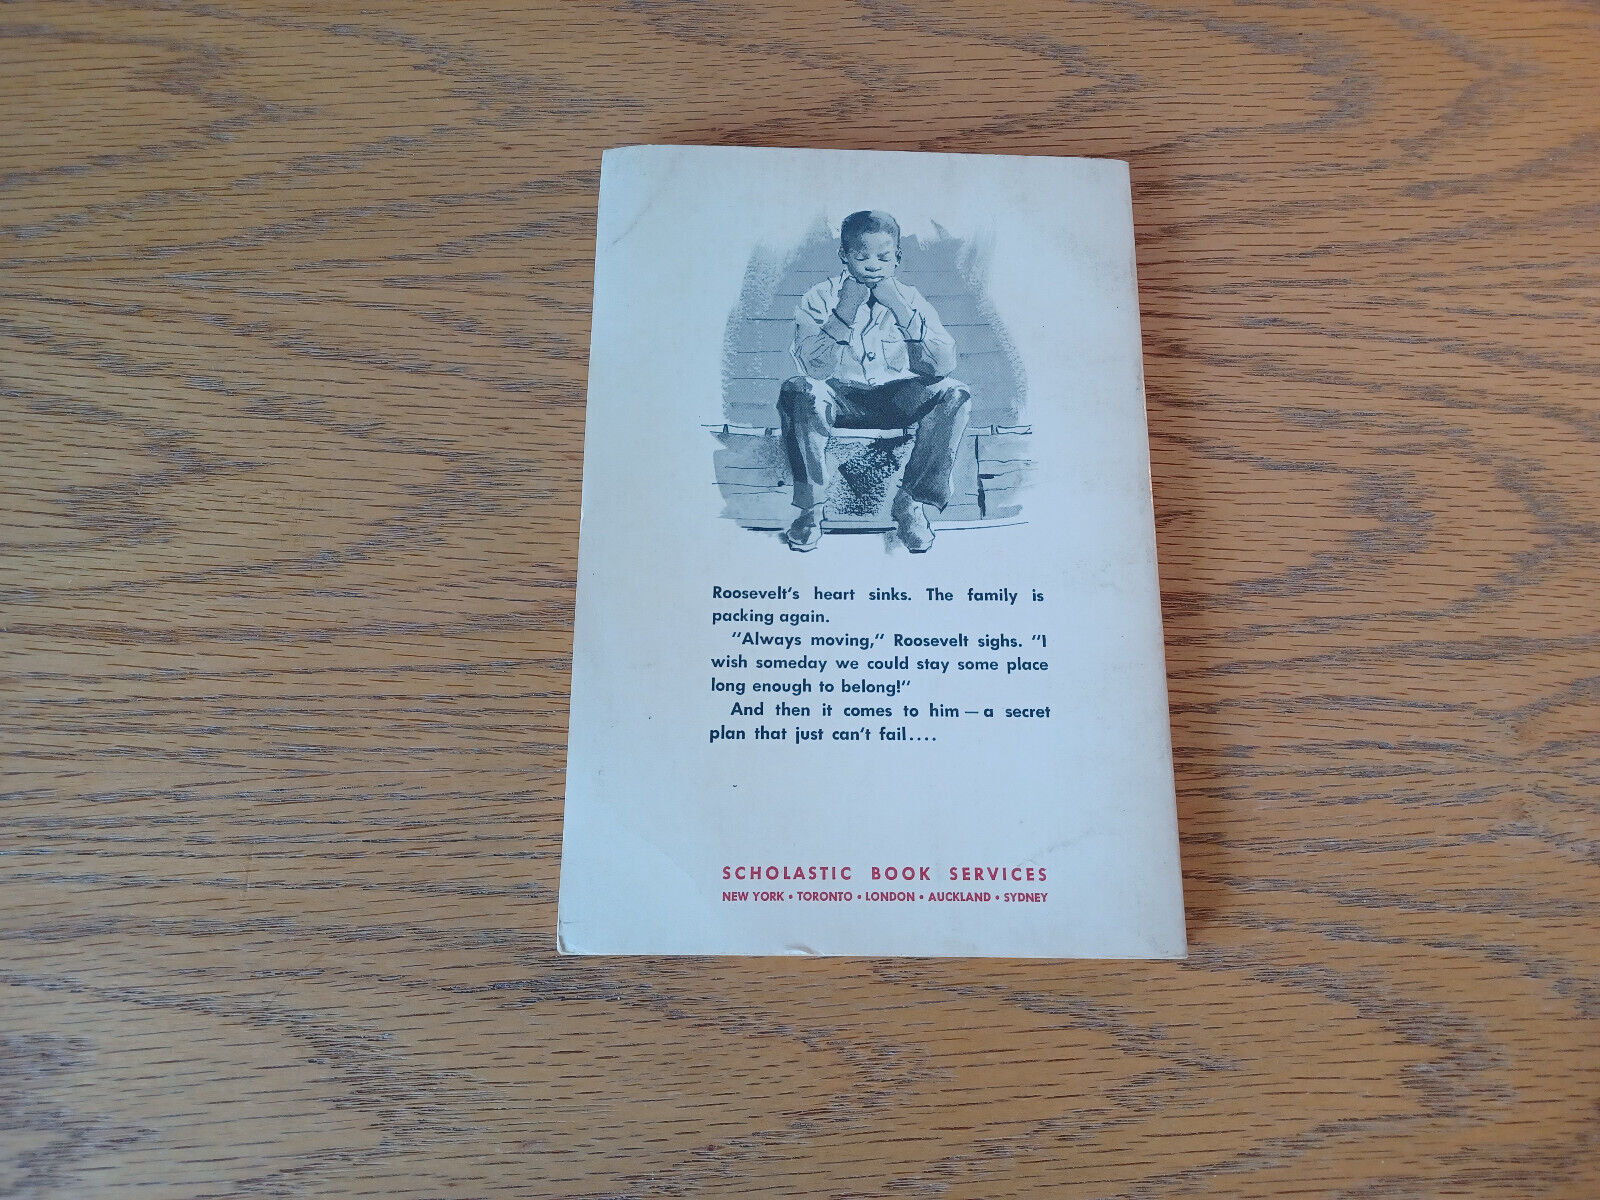 Roosevelt's heart sinks. The family is
packing again.
"Always moving," Roosevelt sighs. "I
wish someday we could stay some place
long enough to belong!"
And then it comes to him — a secret
plan that just can't fail....
SCHOLASTIC BOOK SERVICES
NEW YORK • TORONTO • LONDON • AUCKLAND • SYDNEY